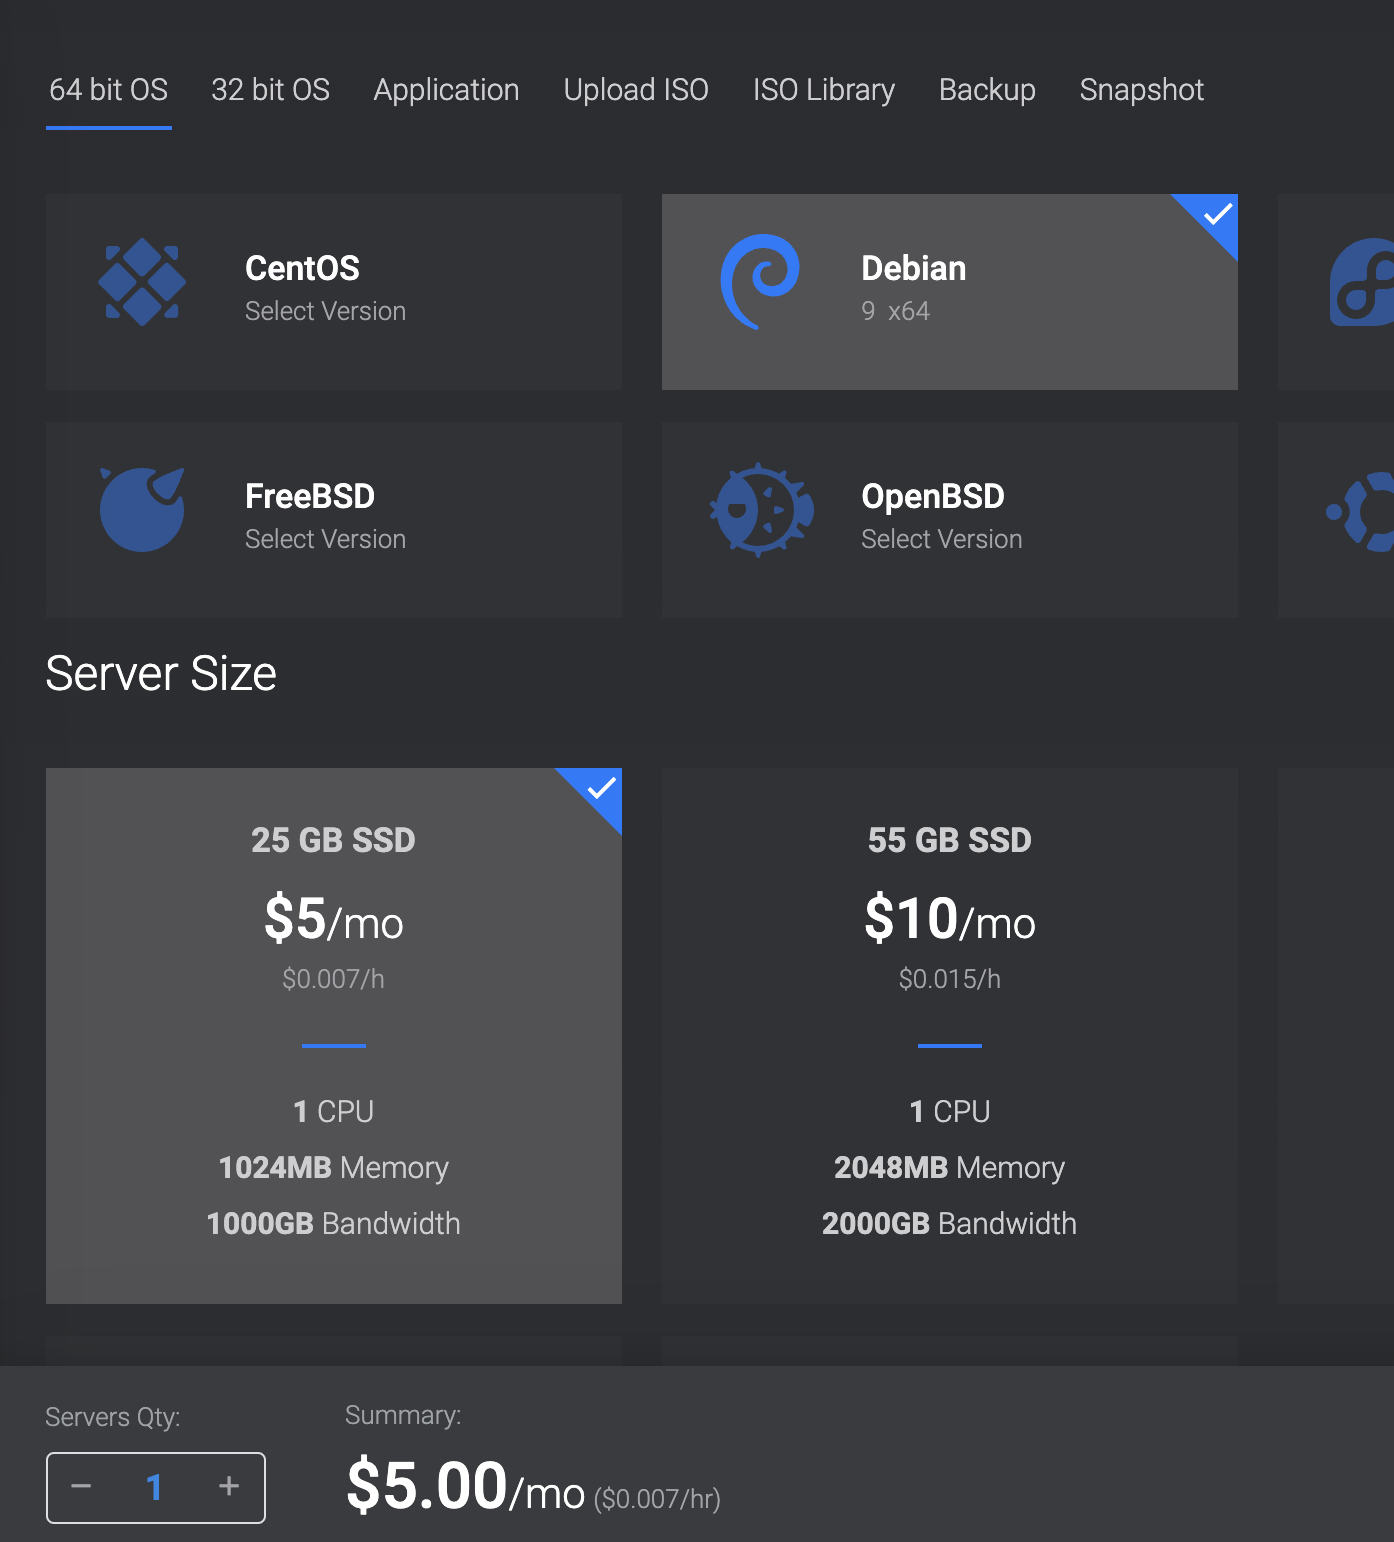 64 bit OS 32 bit OS Application Upload ISO ISO Library Backup Snapshot
CentOS
Select Version
Debian
9 x64
FreeBSD
Select Version
OpenBSD
Select Version
Server Size
25 GB SSD
$5/mo
$0.007/h
1 CPU
1024MB Memory
1000GB Bandwidth
55 GB SSD
$10/mo
$0.015/h
1 CPU
2048MB Memory
2000GB Bandwidth
Servers Qty:
1
Summary:
$5.00/mo ($0.007/hr)